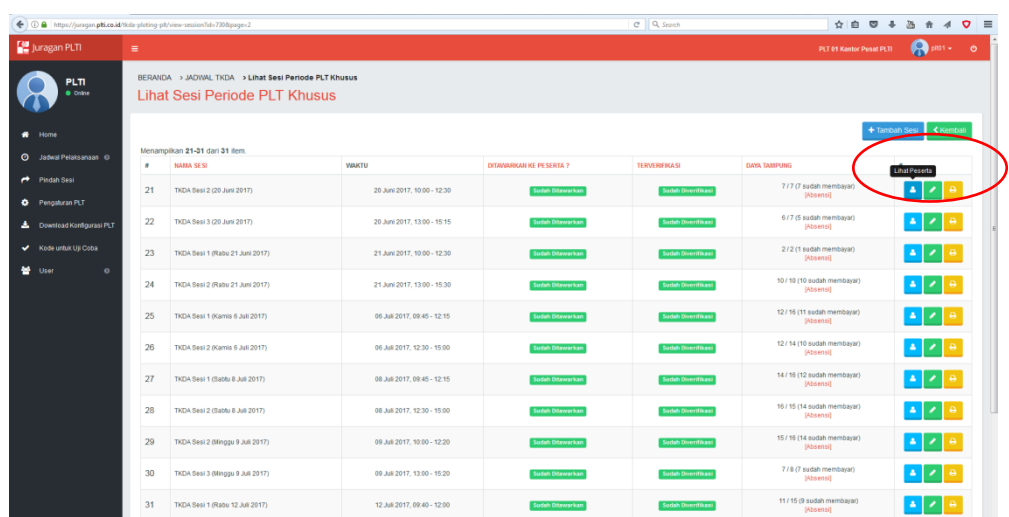 https://juragan.plti.co.id/tkda-ploting-plt/view-session?id=730&page=2
Search
Juragan PLTI
PLT 01 Kantor Pusat PLTI
plt01
PLTI
Online
Home
Jadwal Pelaksanaan
Pindah Sesi
Pengaturan PLT
Download Konfigurasi PLT
Kode untuk Uji Coba
User
BERANDA > JADWAL TKDA > Lihat Sesi Periode PLT Khusus
Lihat Sesi Periode PLT Khusus
+ Tambah Sesi
Kembali
Menampilkan 21-31 dari 31 item.
# NAMA SESI WAKTU DITAWARKAN KE PESERTA ? TERVERIFIKASI DAYA TAMPUNG #
Lihat Peserta
21 TKDA Sesi 2 (20 Juni 2017) 20 Juni 2017, 10:00 - 12:30 Sudah Ditawarkan Sudah Diverifikasi 7 / 7 (7 sudah membayar)
[Absensi]
22 TKDA Sesi 3 (20 Juni 2017) 20 Juni 2017, 13:00 - 15:15 Sudah Ditawarkan Sudah Diverifikasi 6 / 7 (5 sudah membayar)
[Absensi]
23 TKDA Sesi 1 (Rabu 21 Juni 2017) 21 Juni 2017, 10:00 - 12:30 Sudah Ditawarkan Sudah Diverifikasi 2 / 2 (1 sudah membayar)
[Absensi]
24 TKDA Sesi 2 (Rabu 21 Juni 2017) 21 Juni 2017, 13:00 - 15:30 Sudah Ditawarkan Sudah Diverifikasi 10 / 10 (10 sudah membayar)
[Absensi]
25 TKDA Sesi 1 (Kamis 6 Juli 2017) 06 Juli 2017, 09:45 - 12:15 Sudah Ditawarkan Sudah Diverifikasi 12 / 16 (11 sudah membayar)
[Absensi]
26 TKDA Sesi 2 (Kamis 6 Juli 2017) 06 Juli 2017, 12:30 - 15:00 Sudah Ditawarkan Sudah Diverifikasi 12 / 14 (10 sudah membayar)
[Absensi]
27 TKDA Sesi 1 (Sabtu 8 Juli 2017) 08 Juli 2017, 09:45 - 12:15 Sudah Ditawarkan Sudah Diverifikasi 14 / 16 (12 sudah membayar)
[Absensi]
28 TKDA Sesi 2 (Sabtu 8 Juli 2017) 08 Juli 2017, 12:30 - 15:00 Sudah Ditawarkan Sudah Diverifikasi 16 / 15 (14 sudah membayar)
[Absensi]
29 TKDA Sesi 2 (Minggu 9 Juli 2017) 09 Juli 2017, 10:00 - 12:20 Sudah Ditawarkan Sudah Diverifikasi 15 / 16 (14 sudah membayar)
[Absensi]
30 TKDA Sesi 3 (Minggu 9 Juli 2017) 09 Juli 2017, 13:00 - 15:20 Sudah Ditawarkan Sudah Diverifikasi 7 / 8 (7 sudah membayar)
[Absensi]
31 TKDA Sesi 1 (Rabu 12 Juli 2017) 12 Juli 2017, 09:40 - 12:00 Sudah Ditawarkan Sudah Diverifikasi 11 / 15 (9 sudah membayar)
[Absensi]